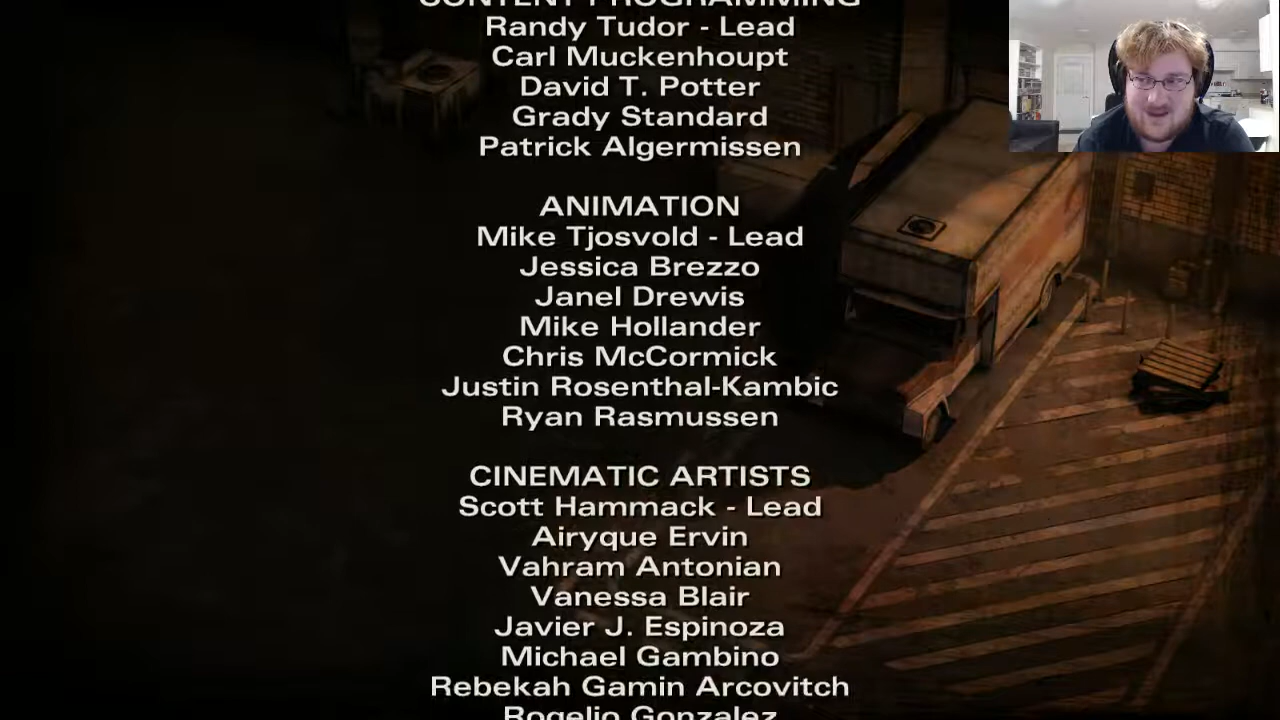 CONTENT PROGRAMMING
Randy Tudor - Lead
Carl Muckenhoupt
David T. Potter
Grady Standard
Patrick Algermissen
ANIMATION
Mike Tjosvold - Lead
Jessica Brezzo
Janel Drewis
Mike Hollander
Chris McCormick
Justin Rosenthal-Kambic
Ryan Rasmussen
CINEMATIC ARTISTS
Scott Hammack - Lead
Airyque Ervin
Vahram Antonian
Vanessa Blair
Javier J. Espinoza
Michael Gambino
Rebekah Gamin Arcovitch
Rogelio Gonzalez